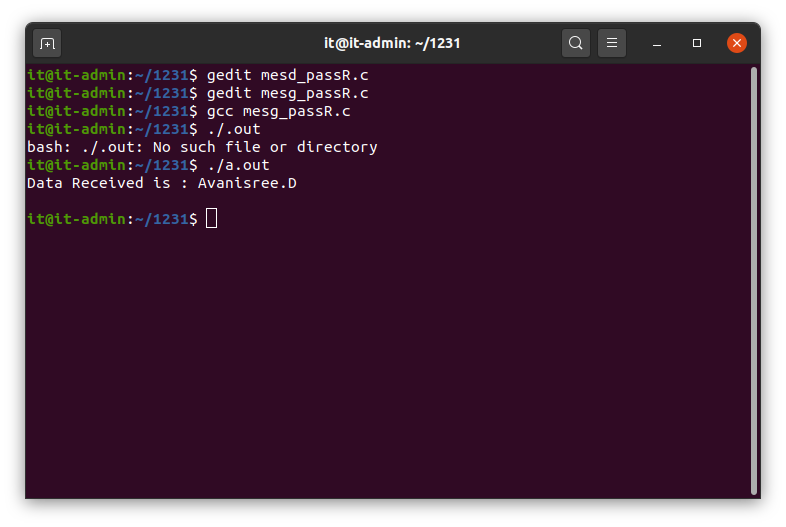 it@it-admin: ~/1231
it@it-admin:~/1231$ gedit mesd_passR.c
it@it-admin:~/1231$ gedit mesg_passR.c
it@it-admin:~/1231$ gcc mesg_passR.c
it@it-admin:~/1231$ ./.out
bash: ./.out: No such file or directory
it@it-admin:~/1231$ ./a.out
Data Received is : Avanisree.D
it@it-admin:~/1231$